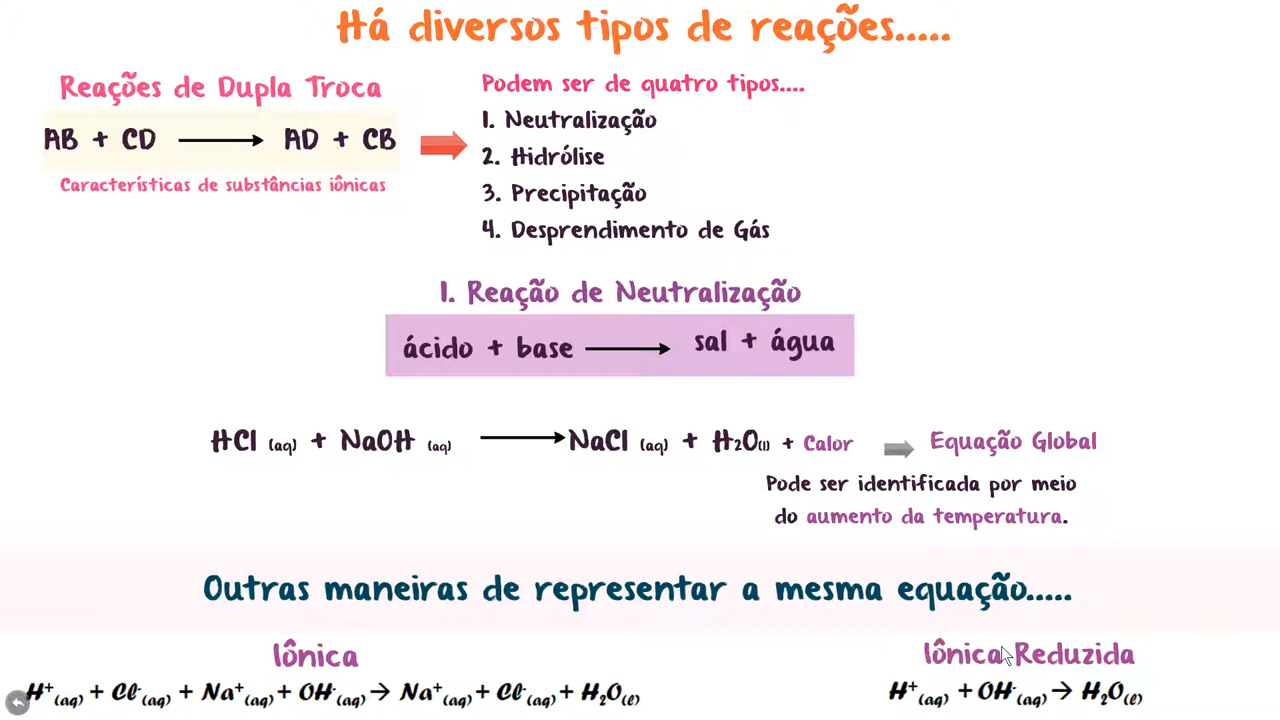 Há diversos tipos de reações.....
Reações de Dupla Troca
AB + CD → AD + CB
Características de substâncias iônicas
Podem ser de quatro tipos....
1. Neutralização
2. Hidrólise
3. Precipitação
4. Desprendimento de Gás
1. Reação de Neutralização
ácido + base → sal + água
HCl (aq) + NaOH (aq) → NaCl (aq) + H₂O(l) + Calor
Equação Global
Pode ser identificada por meio
do aumento da temperatura.
Outras maneiras de representar a mesma equação.....
Iônica
H⁺(aq) + Cl⁻(aq) + Na⁺(aq) + OH⁻(aq) → Na⁺(aq) + Cl⁻(aq) + H₂O(l)
Iônica Reduzida
H⁺(aq) + OH⁻(aq) → H₂O(l)